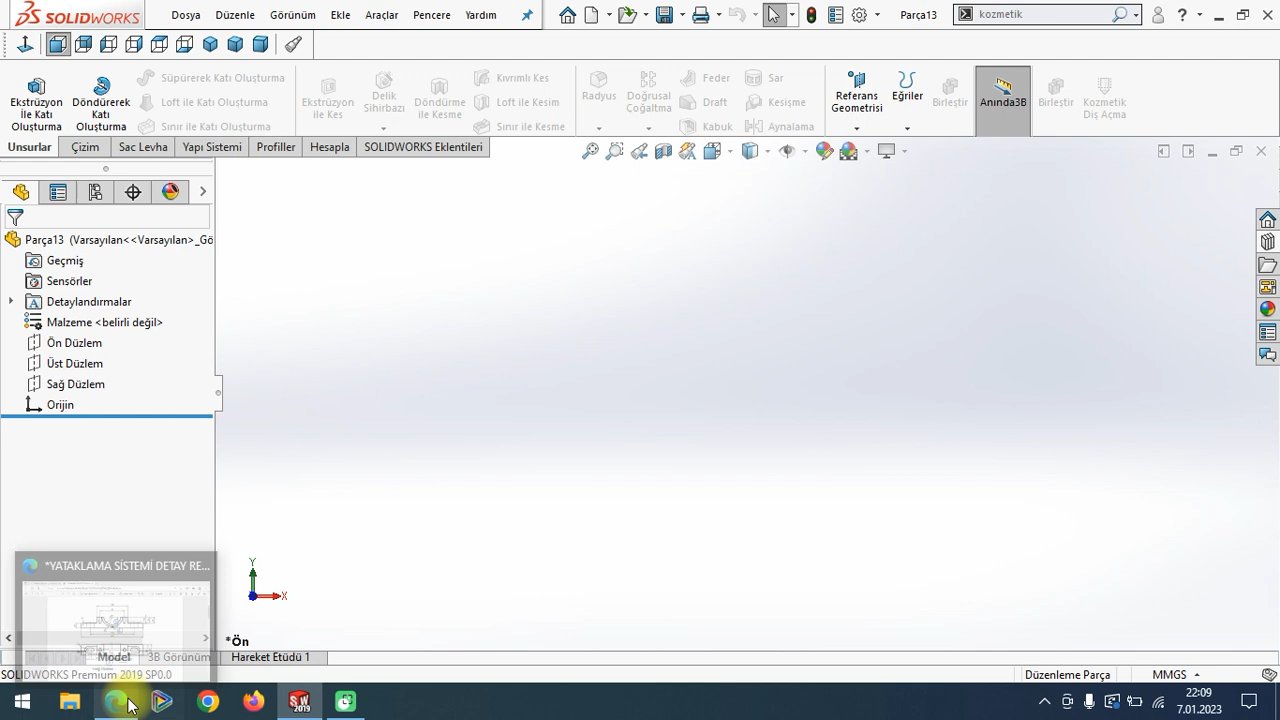 SOLIDWORKS Dosya Düzenle Görünüm Ekle Araçlar Pencere Yardım Parça13 kozmetik
Ekstrüzyon ile Katı Oluşturma
Döndürerek Katı Oluşturma
Süpürerek Katı Oluşturma
Loft ile Katı Oluşturma
Sınır ile Katı Oluşturma
Ekstrüzyon ile Kes
Delik Sihirbazı
Döndürme ile Kesme
Kıvrımlı Kes
Loft ile Kesim
Sınır ile Kesme
Radyus
Doğrusal Çoğaltma
Feder
Draft
Kabuk
Sar
Kesişme
Aynalama
Referans Geometrisi
Eğriler
Birleştir
Anında3B
Birleştir
Kozmetik Diş Açma
Unsurlar Çizim Sac Levha Yapı Sistemi Profiller Hesapla SOLIDWORKS Eklentileri
Parça13 (Varsayılan<<Varsayılan>_Gö
Geçmiş
Sensörler
Detaylandırmalar
Malzeme <belirli değil>
Ön Düzlem
Üst Düzlem
Sağ Düzlem
Orijin
*YATAKLAMA SİSTEMİ DETAY RE...
Y
X
*Ön
Model 3B Görünüm Hareket Etüdü 1
SOLIDWORKS Premium 2019 SP0.0 Düzenleme Parça MMGS
SW 2019
22:09
7.01.2023